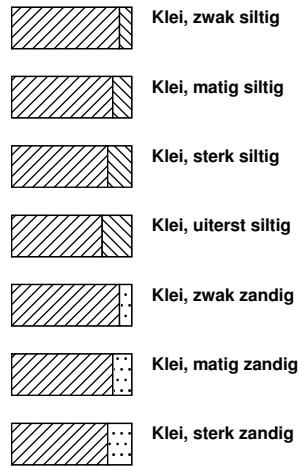 Klei, zwak siltig
Klei, matig siltig
Klei, sterk siltig
Klei, uiterst siltig
Klei, zwak zandig
Klei, matig zandig
Klei, sterk zandig